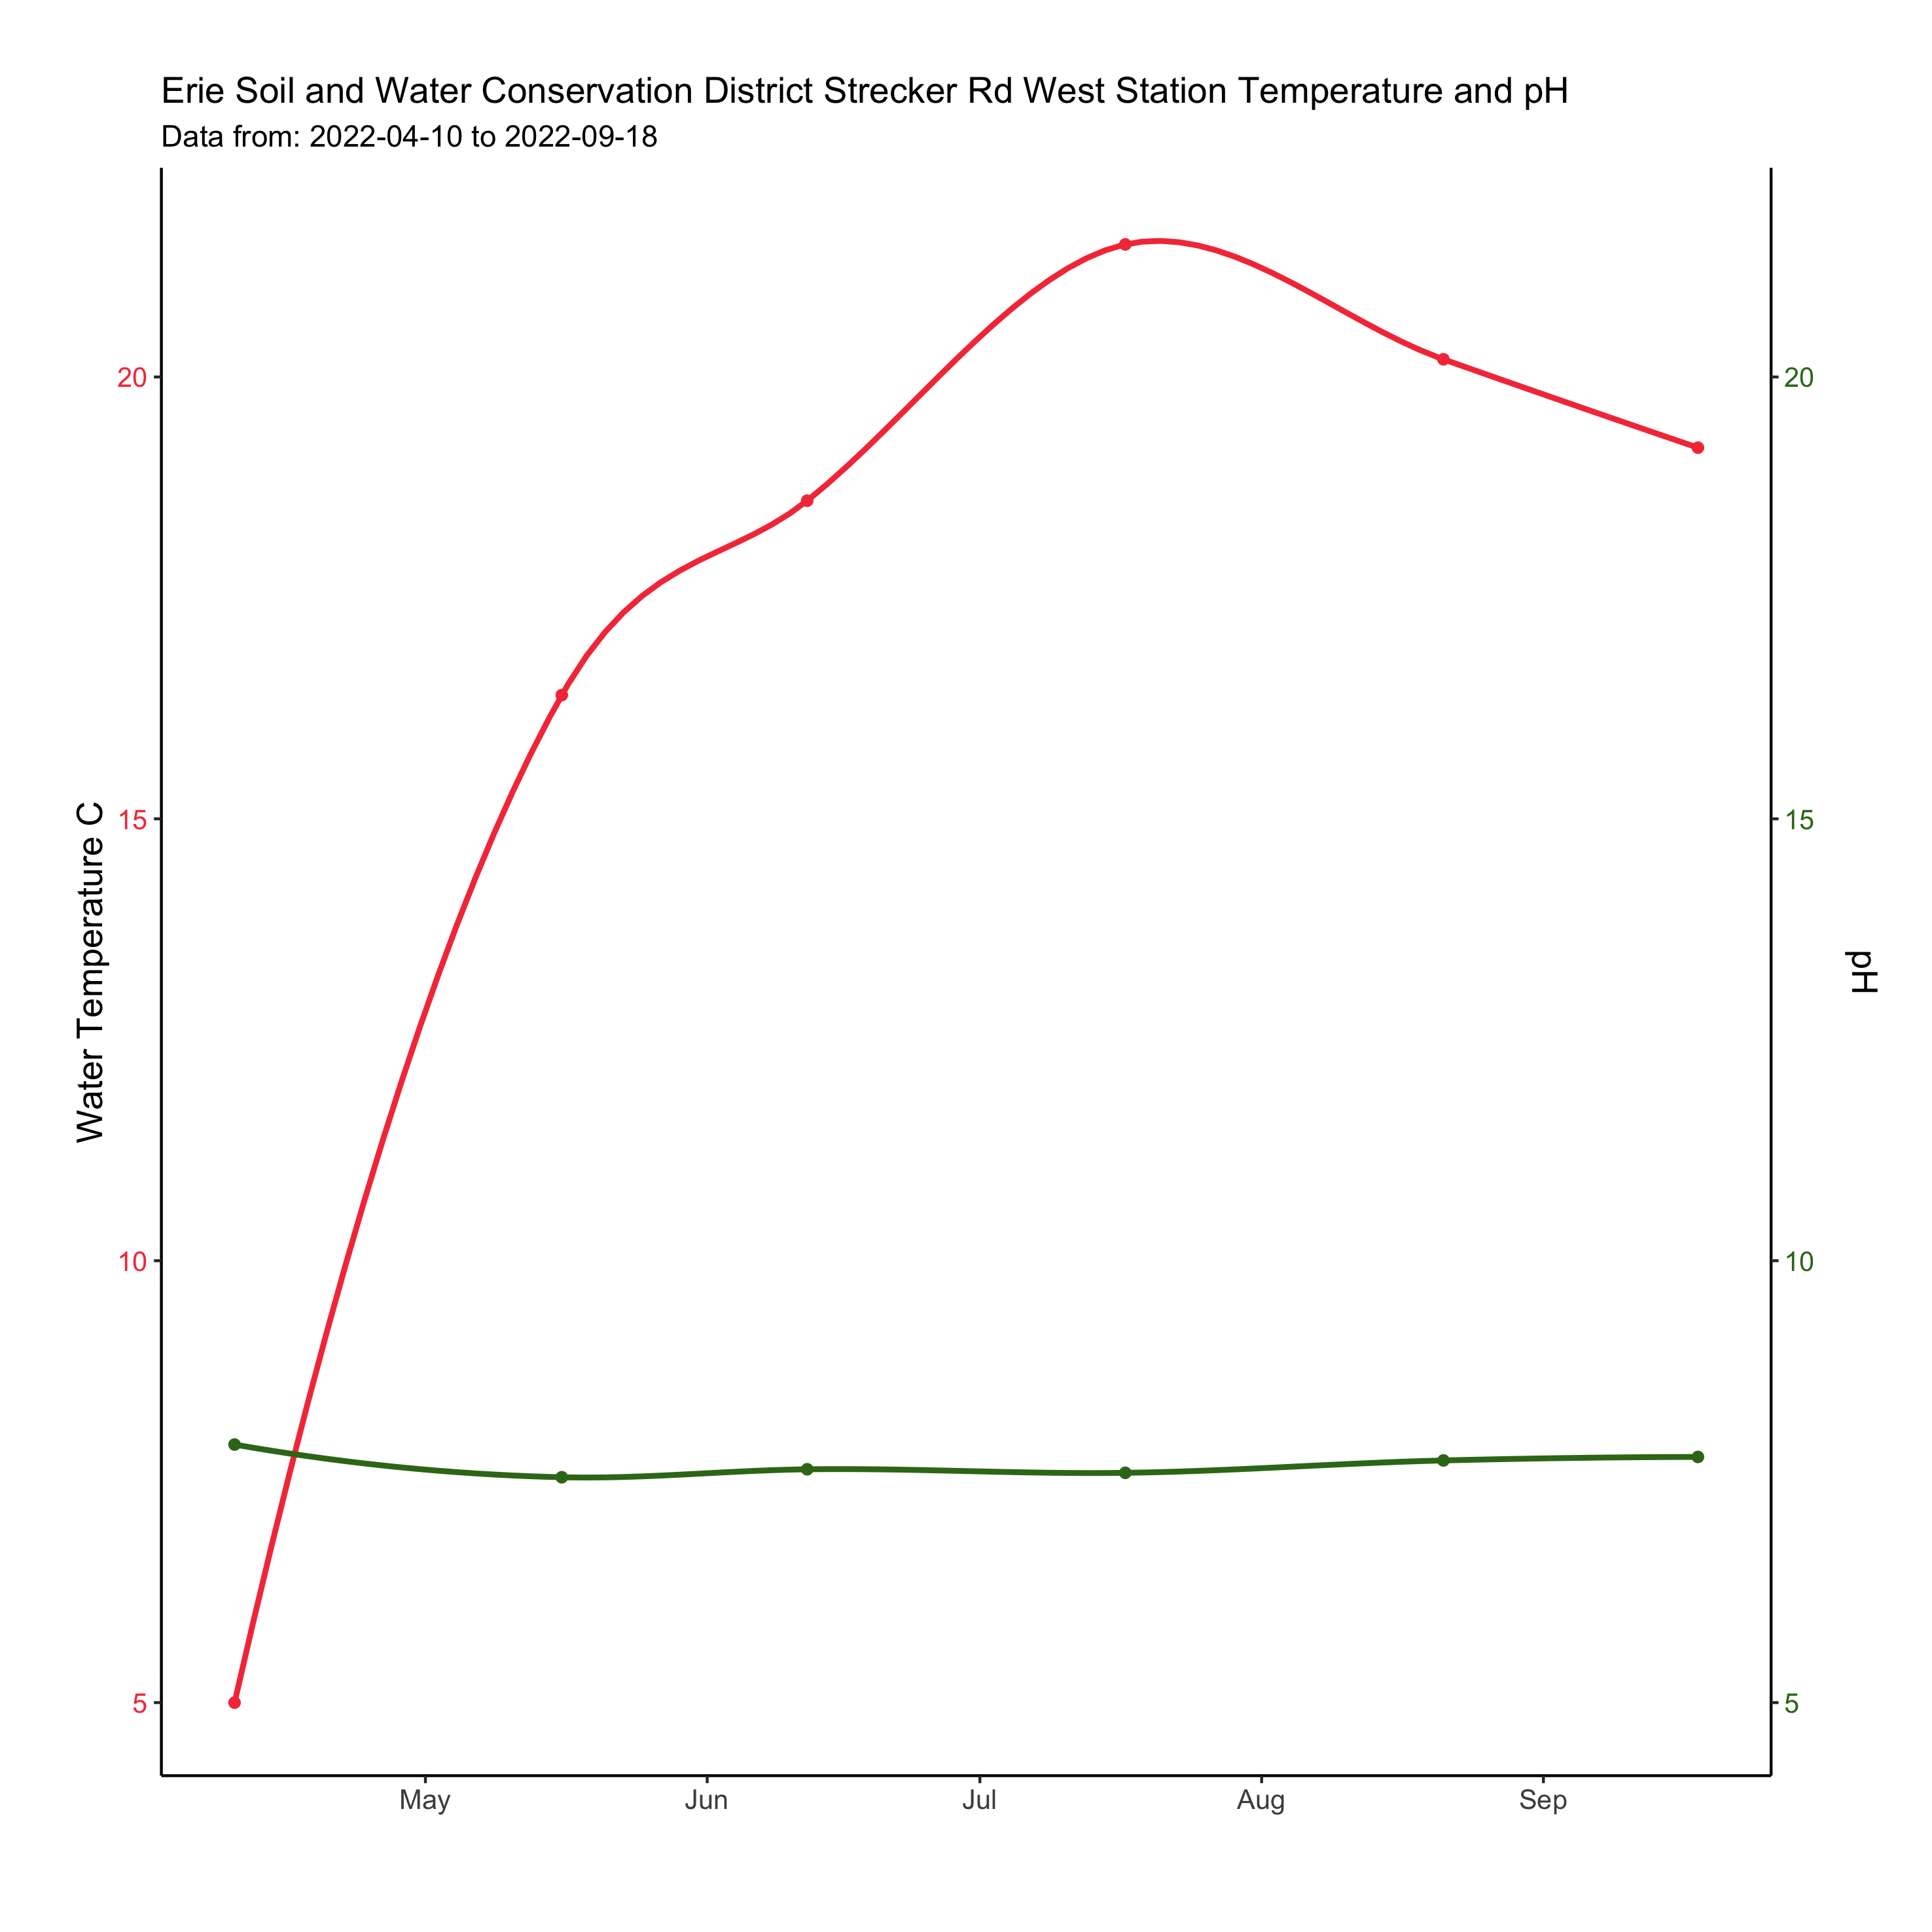 Erie Soil and Water Conservation District Strecker Rd West Station Temperature and pH
Data from: 2022-04-10 to 2022-09-18
Water Temperature C
20
15
10
5
20
15
10
5
pH
May Jun Jul Aug Sep